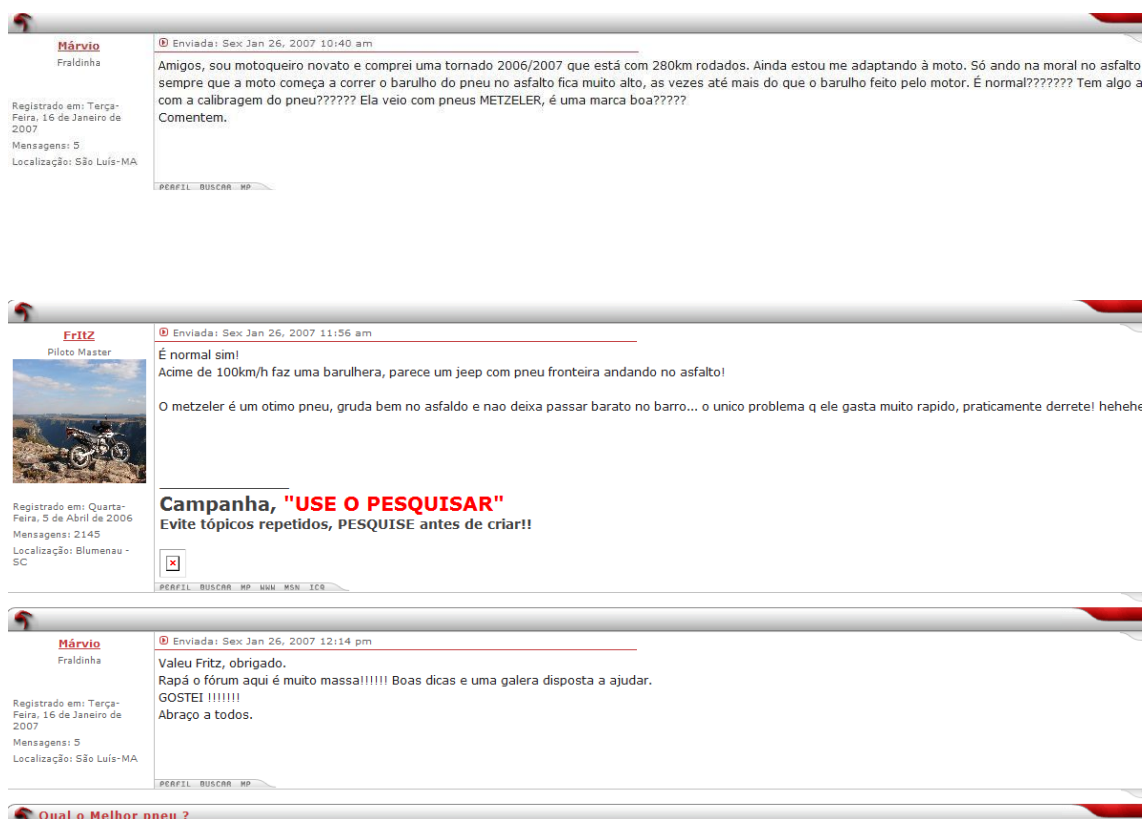 Márvio
Fraldinha
Registrado em: Terça-
Feira, 16 de Janeiro de
2007
Mensagens: 5
Localização: São Luís-MA
Enviada: Sex Jan 26, 2007 10:40 am
Amigos, sou motoqueiro novato e comprei uma tornado 2006/2007 que está com 280km rodados. Ainda estou me adaptando à moto. Só ando na moral no asfalto
sempre que a moto começa a correr o barulho do pneu no asfalto fica muito alto, as vezes até mais do que o barulho feito pelo motor. É normal??????? Tem algo a
com a calibragem do pneu?????? Ela veio com pneus METZELER, é uma marca boa?????
Comentem.
PERFIL BUSCAR MP
FrItZ
Piloto Master
Registrado em: Quarta-
Feira, 5 de Abril de 2006
Mensagens: 2145
Localização: Blumenau -
SC
Enviada: Sex Jan 26, 2007 11:56 am
É normal sim!
Acime de 100km/h faz uma barulhera, parece um jeep com pneu fronteira andando no asfalto!
O metzeler é um otimo pneu, gruda bem no asfaldo e nao deixa passar barato no barro... o unico problema q ele gasta muito rapido, praticamente derrete! hehehe
Campanha, "USE O PESQUISAR"
Evite tópicos repetidos, PESQUISE antes de criar!!
PERFIL BUSCAR MP WWW MSN ICQ
Márvio
Fraldinha
Registrado em: Terça-
Feira, 16 de Janeiro de
2007
Mensagens: 5
Localização: São Luís-MA
Enviada: Sex Jan 26, 2007 12:14 pm
Valeu Fritz, obrigado.
Rapá o fórum aqui é muito massa!!!!!! Boas dicas e uma galera disposta a ajudar.
GOSTEI !!!!!!!
Abraço a todos.
PERFIL BUSCAR MP
Qual o Melhor pneu ?